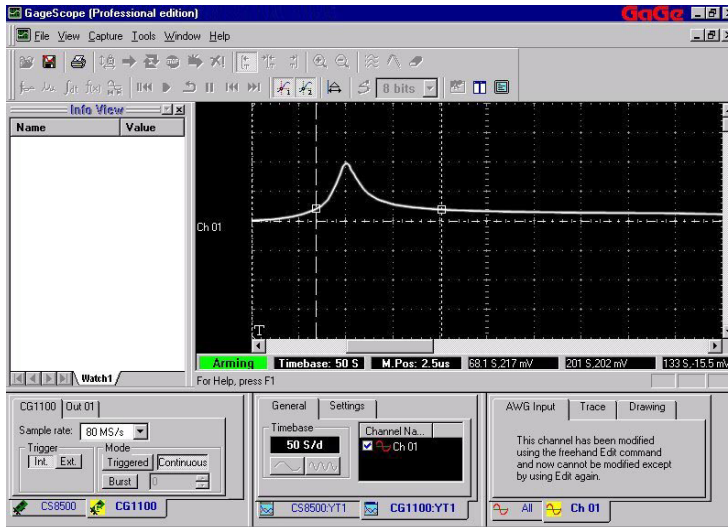 GageScope (Professional edition)
GaGe
File View Capture Tools Window Help
8 bits
Info View
Name Value
Ch 01
T
Watch1
Arming Timebase: 50 S M.Pos: 2.5us 68.1 S,217 mV 201 S,202 mV 133 S,-15.5 mV
For Help, press F1
CG1100 Out 01
Sample rate: 80 MS/s
Trigger
Int. Ext.
Mode
Triggered Continuous
Burst 0
CS8500 CG1100
General Settings
Timebase
50 S/d
Channel Na...
Ch 01
CS8500:YT1 CG1100:YT1
AWG Input Trace Drawing
This channel has been modified
using the freehand Edit command
and now cannot be modified except
by using Edit again.
All Ch 01